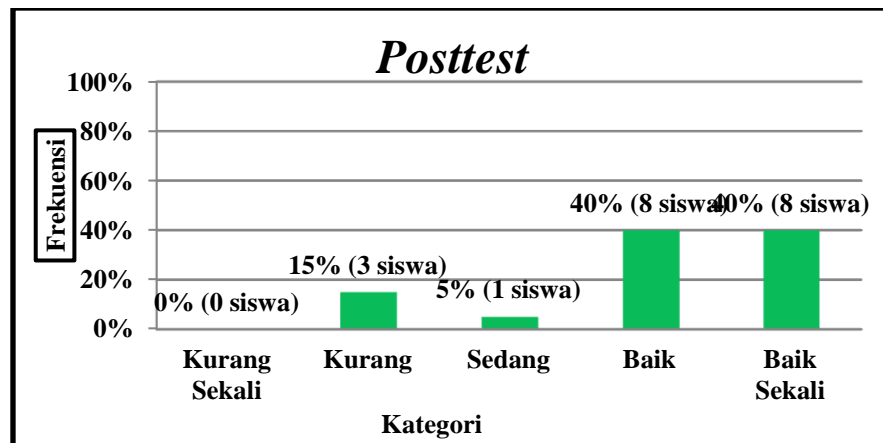 Posttest
100%
80%
60%
40%
20%
0%
Frekuensi
0% (0 siswa)
15% (3 siswa)
5% (1 siswa)
40% (8 siswa)
40% (8 siswa)
Kurang
Sekali
Kurang
Sedang
Baik
Baik
Sekali
Kategori